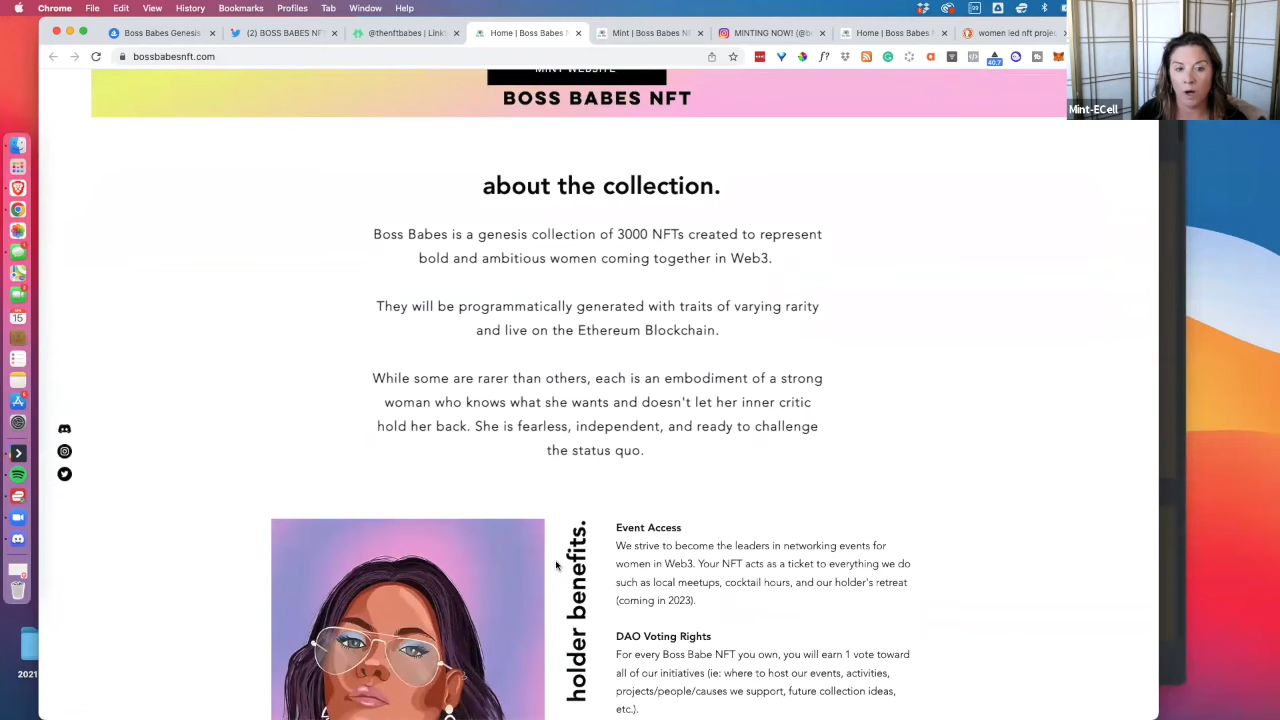 Chrome File Edit View History Bookmarks Profiles Tab Window Help
Boss Babes Genesis
(2) BOSS BABES NFT
@thenftbabes | Link
Home | Boss Babes N
Mint | Boss Babes NF
MINTING NOW! (@b
Home | Boss Babes
women led nft projec
bossbabesnft.com
f?
40.7
Mint-ECell
MINT WEBSITE
BOSS BABES NFT
about the collection.
Boss Babes is a genesis collection of 3000 NFTs created to represent
bold and ambitious women coming together in Web3.
They will be programmatically generated with traits of varying rarity
and live on the Ethereum Blockchain.
While some are rarer than others, each is an embodiment of a strong
woman who knows what she wants and doesn't let her inner critic
hold her back. She is fearless, independent, and ready to challenge
the status quo.
holder benefits.
Event Access
We strive to become the leaders in networking events for
women in Web3. Your NFT acts as a ticket to everything we do
such as local meetups, cocktail hours, and our holder's retreat
(coming in 2023).
DAO Voting Rights
For every Boss Babe NFT you own, you will earn 1 vote toward
all of our initiatives (ie: where to host our events, activities,
projects/people/causes we support, future collection ideas,
etc.).
15
2021